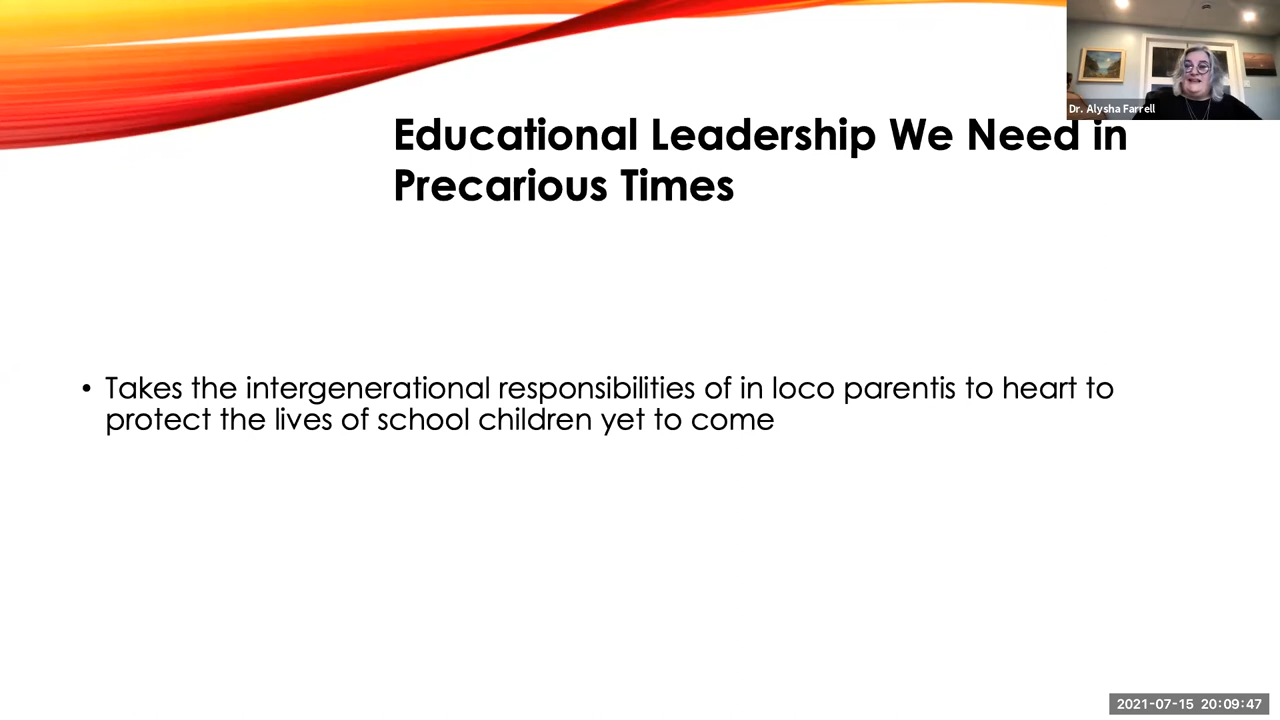 Dr. Alysha Farrell
Educational Leadership We Need in
Precarious Times
• Takes the intergenerational responsibilities of in loco parentis to heart to
protect the lives of school children yet to come
2021-07-15 20:09:47